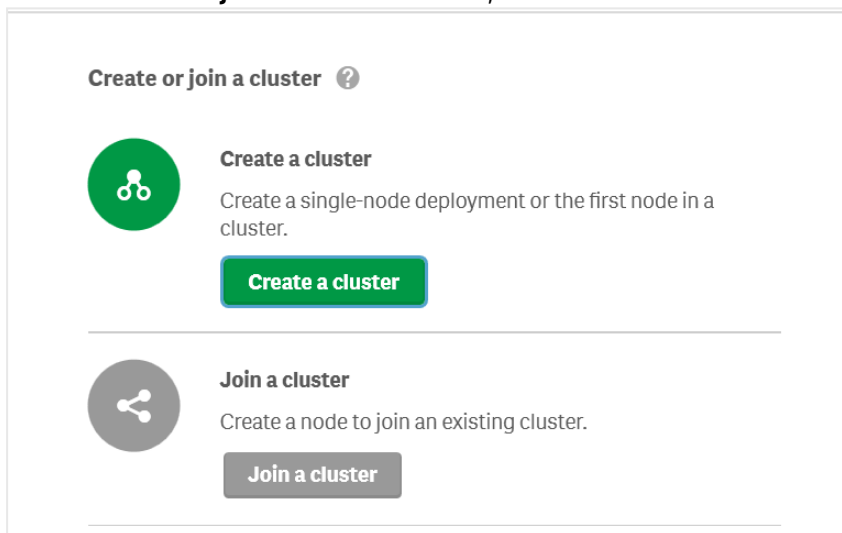 Create or join a cluster ?
Create a cluster
Create a single-node deployment or the first node in a
cluster.
Create a cluster
Join a cluster
Create a node to join an existing cluster.
Join a cluster